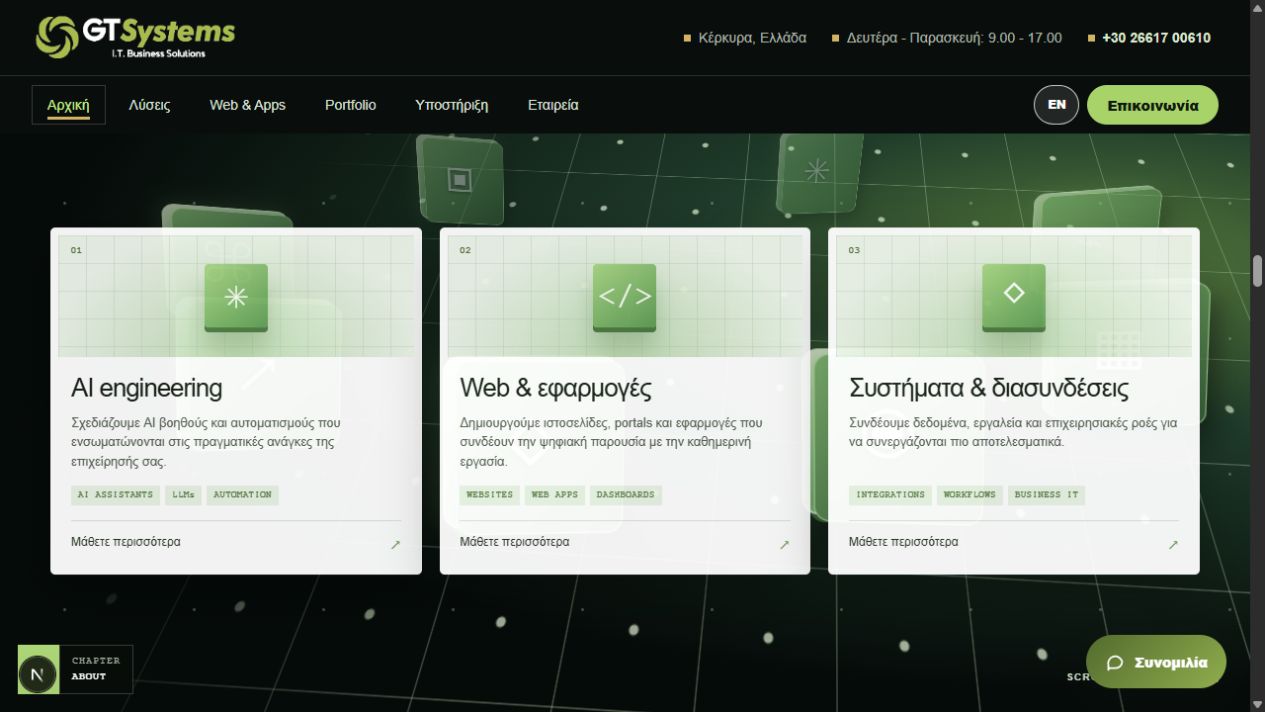 GTSystems
I.T. Business Solutions
Κέρκυρα, Ελλάδα
Δευτέρα - Παρασκευή: 9.00 - 17.00
+30 26617 00610
Αρχική
Λύσεις
Web & Apps
Portfolio
Υποστήριξη
Εταιρεία
EN
Επικοινωνία
01
AI engineering
Σχεδιάζουμε AI βοηθούς και αυτοματισμούς που
ενσωματώνονται στις πραγματικές ανάγκες της
επιχείρησής σας.
AI ASSISTANTS
LLMs
AUTOMATION
Μάθετε περισσότερα
02
</>
Web & εφαρμογές
Δημιουργούμε ιστοσελίδες, portals και εφαρμογές που
συνδέουν την ψηφιακή παρουσία με την καθημερινή
εργασία.
WEBSITES
WEB APPS
DASHBOARDS
Μάθετε περισσότερα
03
Συστήματα & διασυνδέσεις
Συνδέουμε δεδομένα, εργαλεία και επιχειρησιακές ροές για
να συνεργάζονται πιο αποτελεσματικά.
INTEGRATIONS
WORKFLOWS
BUSINESS IT
Μάθετε περισσότερα
N
CHAPTER
ABOUT
Συνομιλία